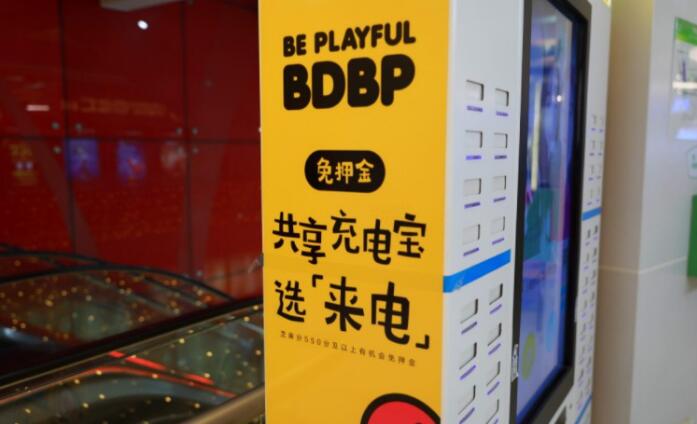 BE PLAYFUL
BDBP
免押金
共享充电宝
选「来电」
芝麻分550分及以上有机会免押金